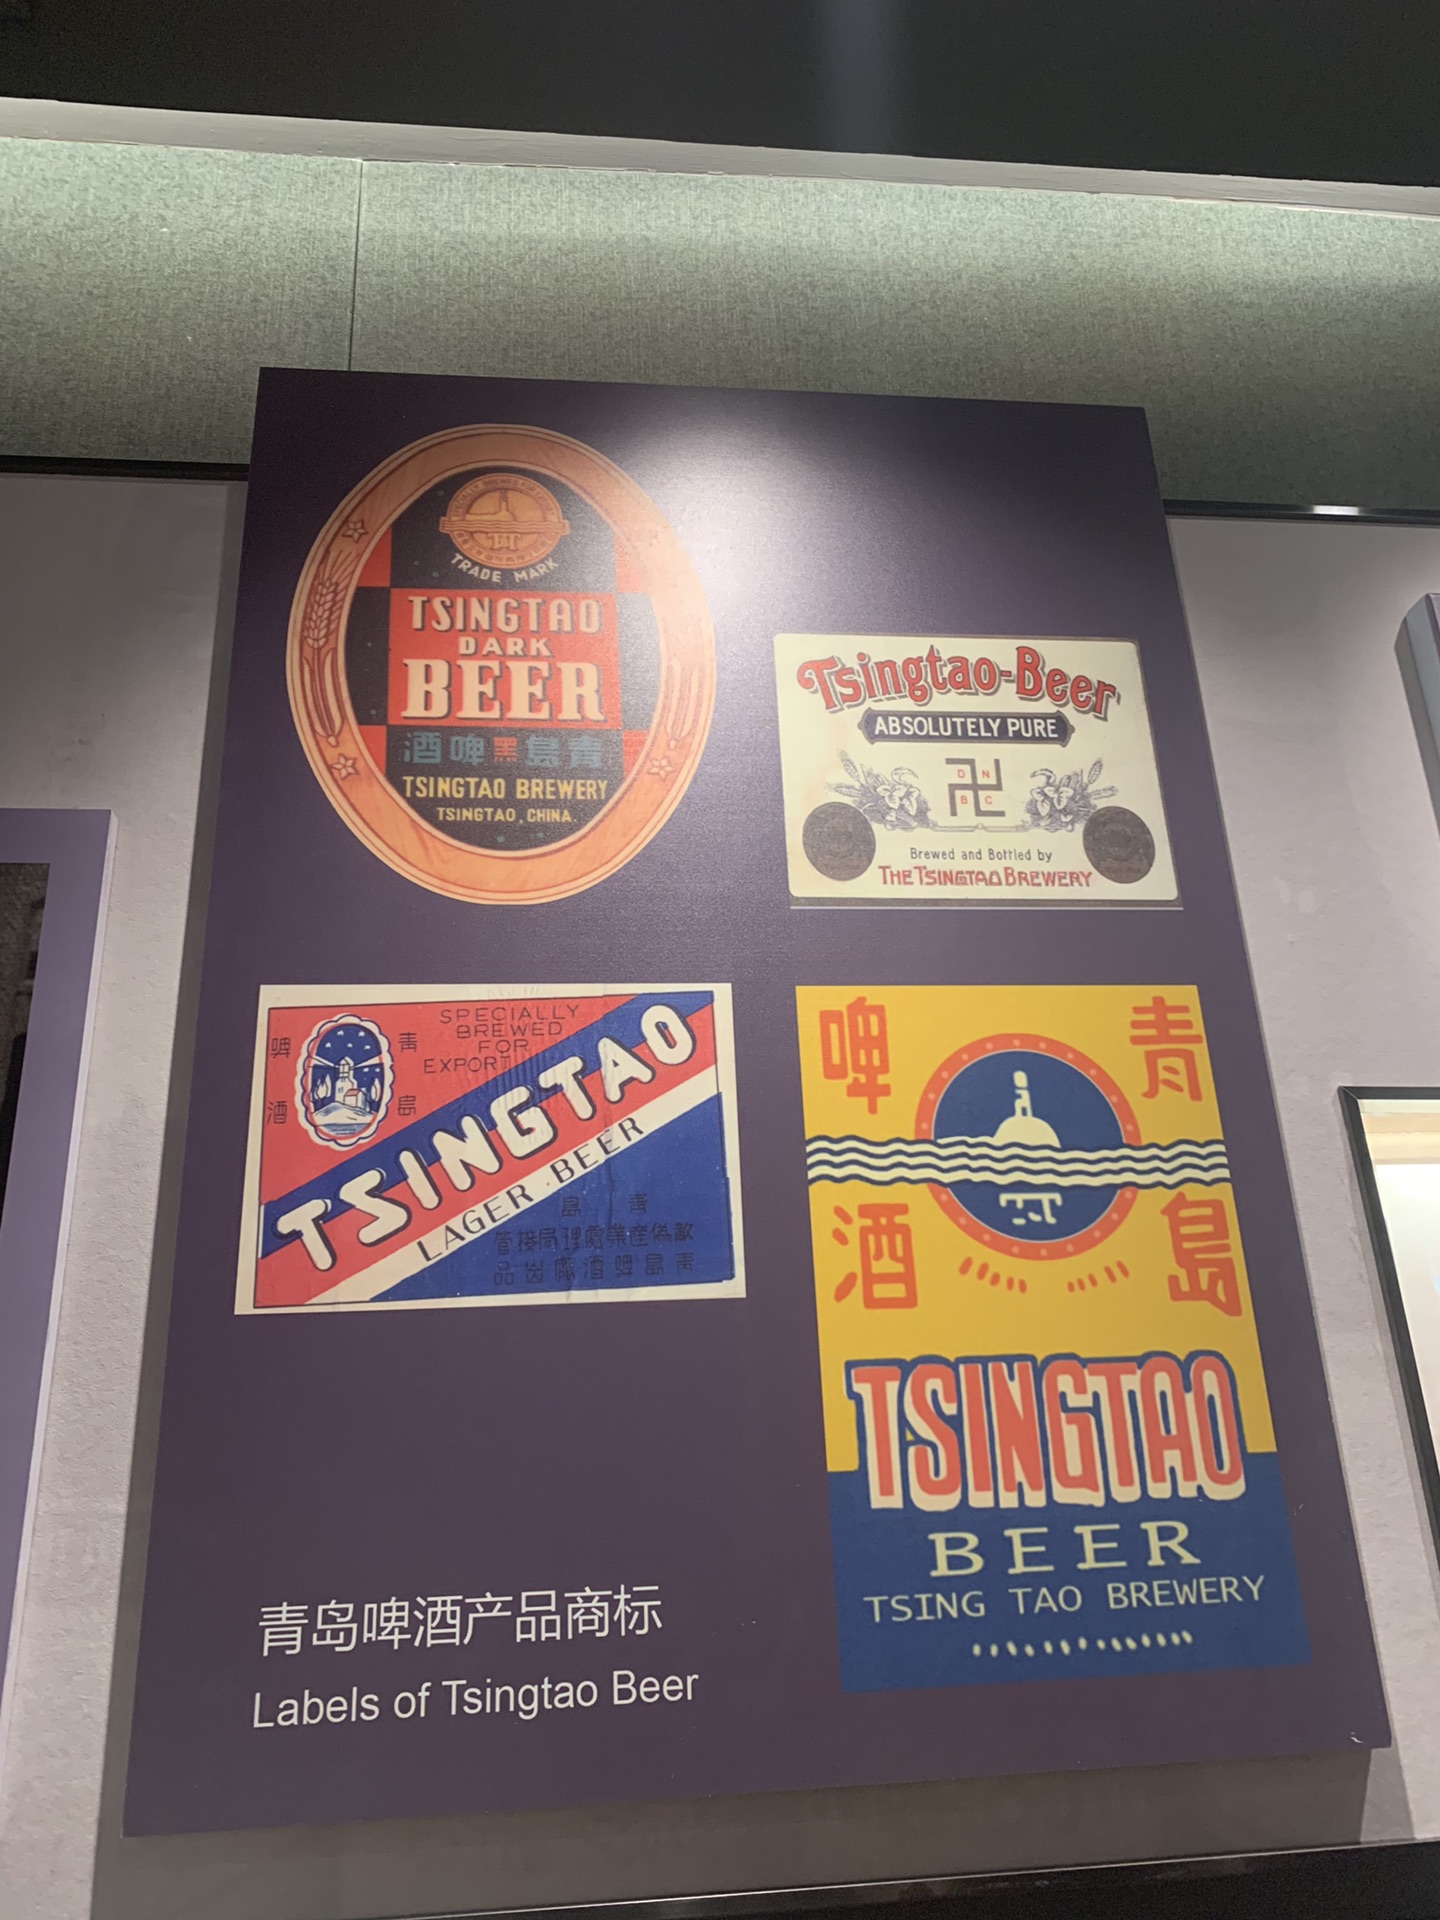 TRADE MARK
TSINGTAO
DARK
BEER
酒啤黑島青
TSINGTAO BREWERY
TSINGTAO, CHINA.
Tsingtao-Beer
ABSOLUTELY PURE
D N
B C
Brewed and Bottled by
THE TSINGTAO BREWERY
啤 青
酒 島
SPECIALLY
BREWED
FOR
EXPORT
TSINGTAO
LAGER BEER
島 青
管接局理處業產偽敵
品出廠酒啤島青
啤 青
酒 島
TSINGTAO
BEER
TSING TAO BREWERY
青岛啤酒产品商标
Labels of Tsingtao Beer